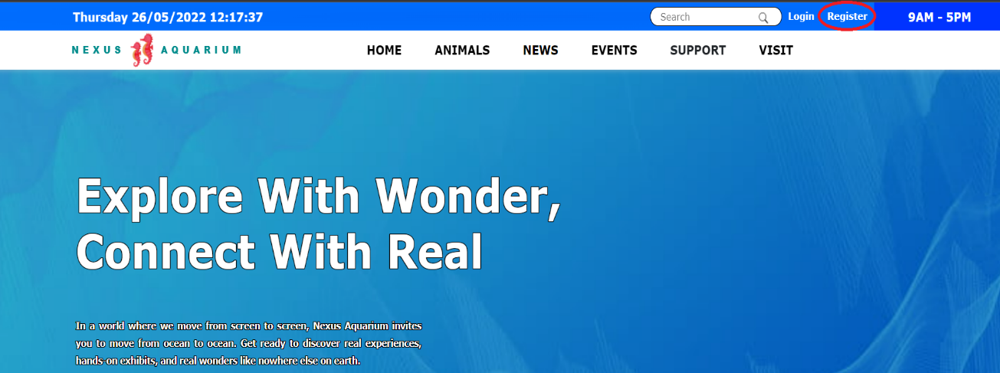 Thursday 26/05/2022 12:17:37
Search
Login
Register
9AM - 5PM
NEXUS AQUARIUM
HOME
ANIMALS
NEWS
EVENTS
SUPPORT
VISIT
Explore With Wonder,
Connect With Real
In a world where we move from screen to screen, Nexus Aquarium invites
you to move from ocean to ocean. Get ready to discover real experiences,
hands-on exhibits, and real wonders like nowhere else on earth.